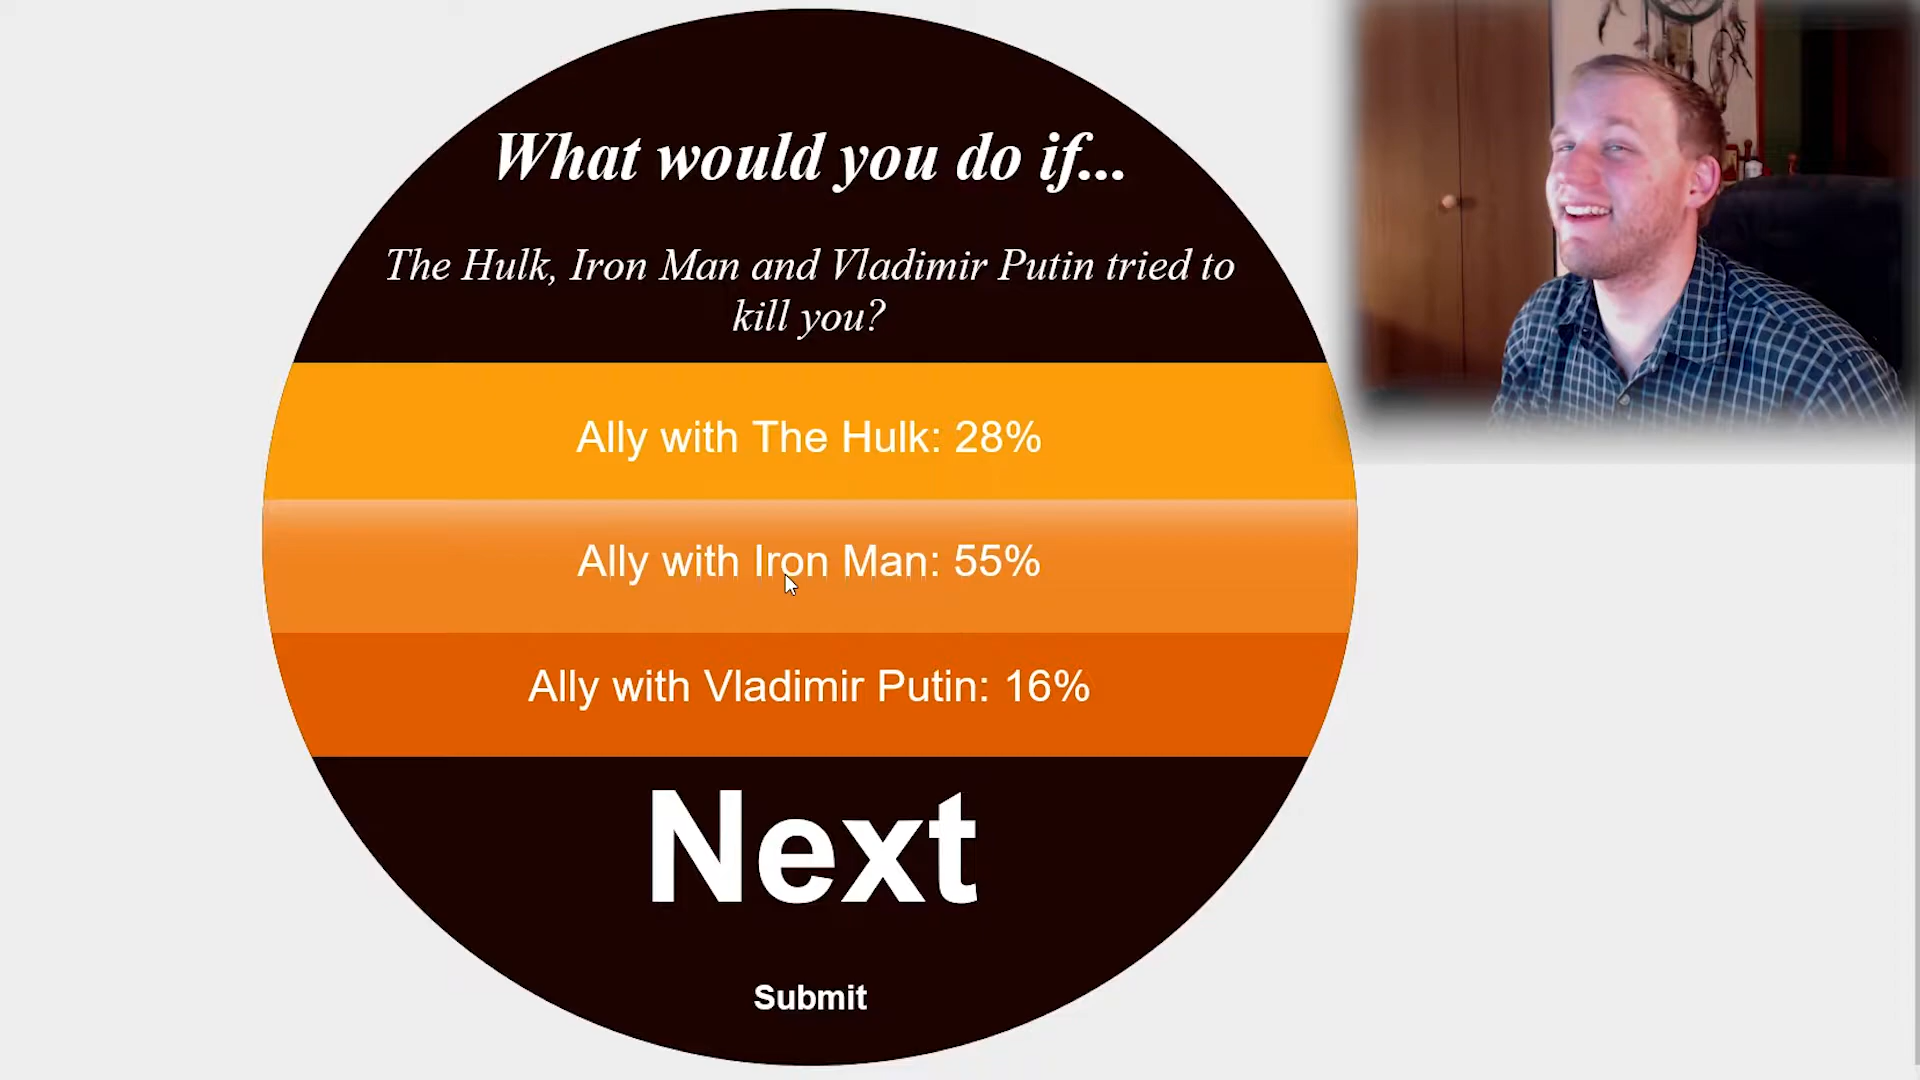 What would you do if...
The Hulk, Iron Man and Vladimir Putin tried to
kill you?
Ally with The Hulk: 28%
Ally with Iron Man: 55%
Ally with Vladimir Putin: 16%
Next
Submit